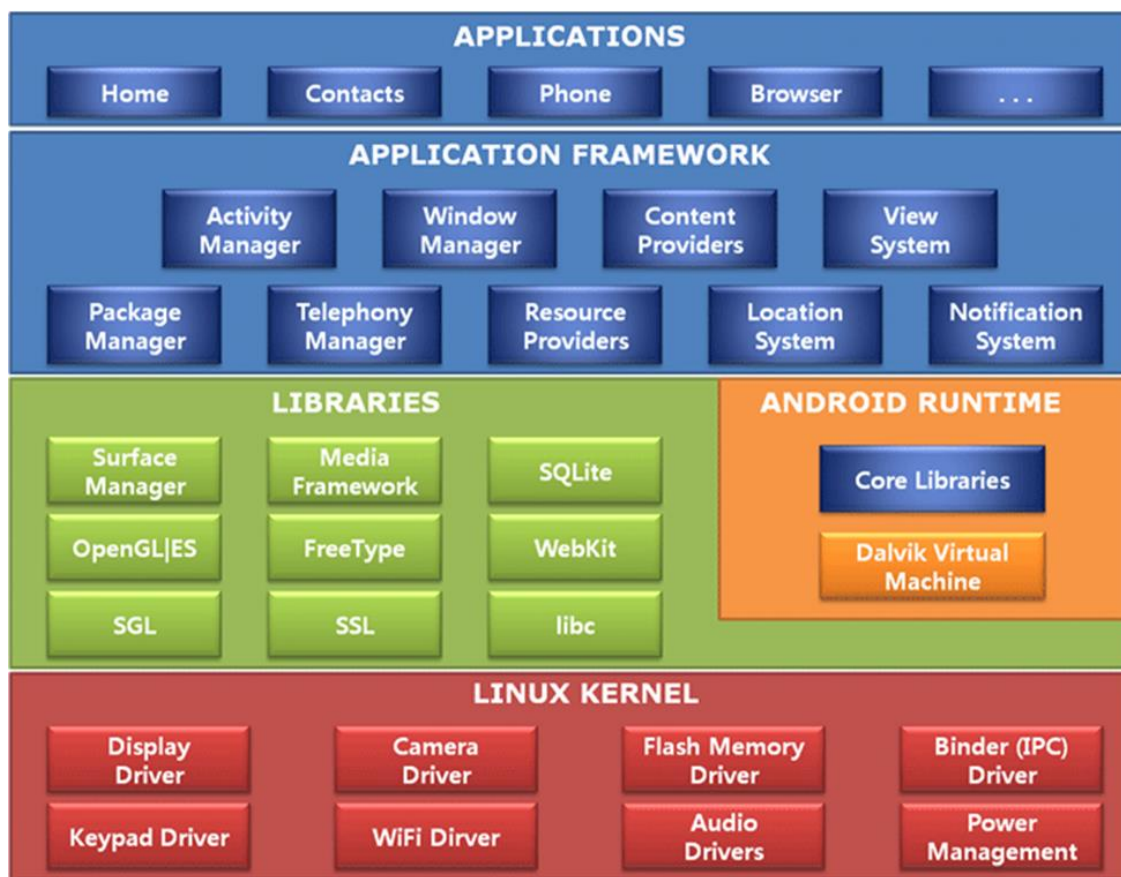 APPLICATIONS
Home
Contacts
Phone
Browser
. . .
APPLICATION FRAMEWORK
Activity
Manager
Window
Manager
Content
Providers
View
System
Package
Manager
Telephony
Manager
Resource
Providers
Location
System
Notification
System
LIBRARIES
Surface
Manager
Media
Framework
SQLite
OpenGL|ES
FreeType
WebKit
SGL
SSL
libc
ANDROID RUNTIME
Core Libraries
Dalvik Virtual
Machine
LINUX KERNEL
Display
Driver
Camera
Driver
Flash Memory
Driver
Binder (IPC)
Driver
Keypad Driver
WiFi Dirver
Audio
Drivers
Power
Management